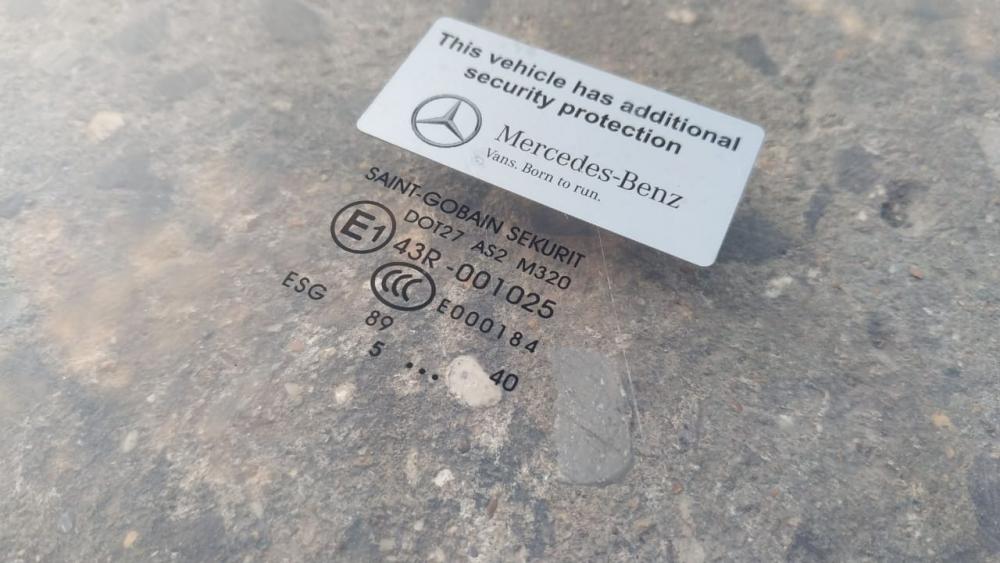 This vehicle has additional
security protection
Mercedes-Benz
Vans. Born to run.
SAINT-GOBAIN SEKURIT
DOT27 AS2 M320
E1 43R -001025
CCC E000184
ESG
89
5 ... 40